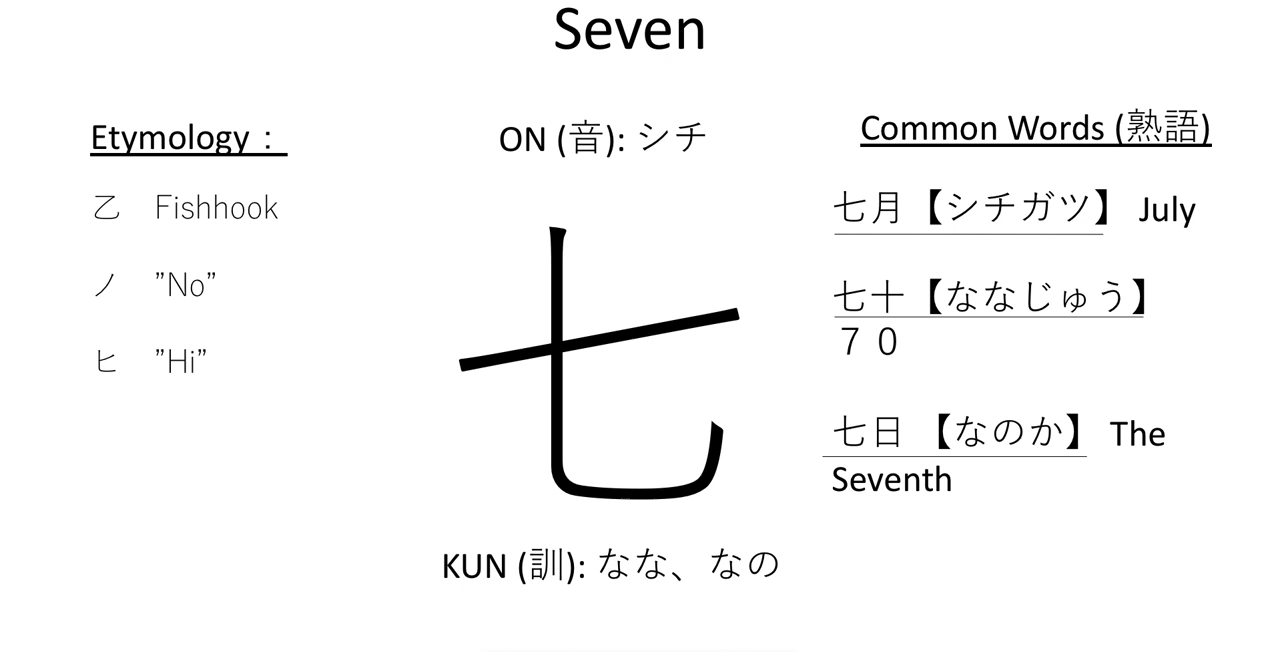 Seven
Etymology：
乙 Fishhook
ノ ”No”
ヒ ”Hi”
ON (音): シチ
七
KUN (訓): なな、なの
Common Words (熟語)
七月【シチガツ】 July
七十【ななじゅう】
７０
七日 【なのか】 The
Seventh